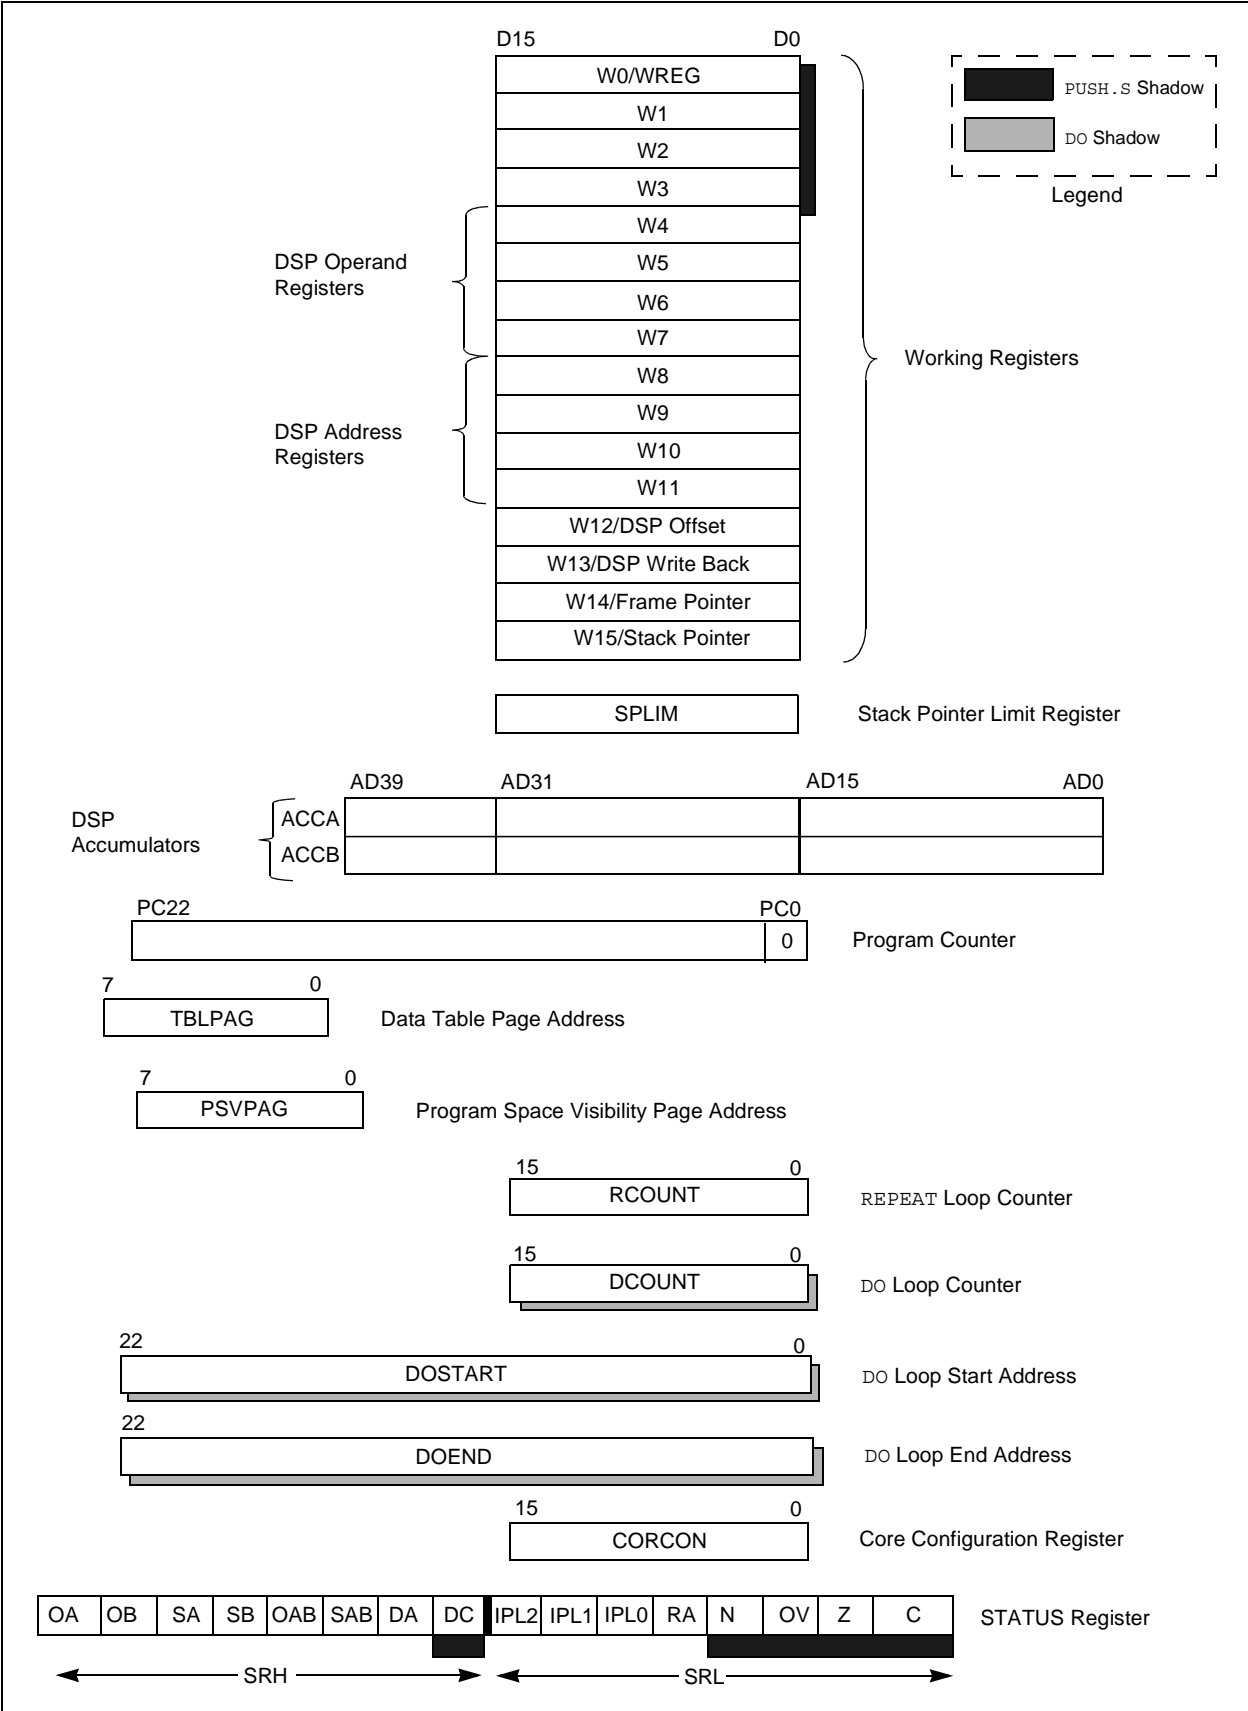 D15 D0
PUSH.S Shadow
DO Shadow
Legend
W0/WREG
W1
W2
W3
W4
W5
W6
W7
W8
W9
W10
W11
W12/DSP Offset
W13/DSP Write Back
W14/Frame Pointer
W15/Stack Pointer
DSP Operand
Registers
DSP Address
Registers
Working Registers
SPLIM Stack Pointer Limit Register
AD39 AD31 AD15 AD0
DSP
Accumulators
ACCA
ACCB
PC22 PC0
0 Program Counter
7 0
TBLPAG Data Table Page Address
7 0
PSVPAG Program Space Visibility Page Address
15 0
RCOUNT REPEAT Loop Counter
15 0
DCOUNT DO Loop Counter
22 0
DOSTART DO Loop Start Address
22
DOEND DO Loop End Address
15 0
CORCON Core Configuration Register
OA OB SA SB OAB SAB DA DC IPL2 IPL1 IPL0 RA N OV Z C STATUS Register
SRH SRL